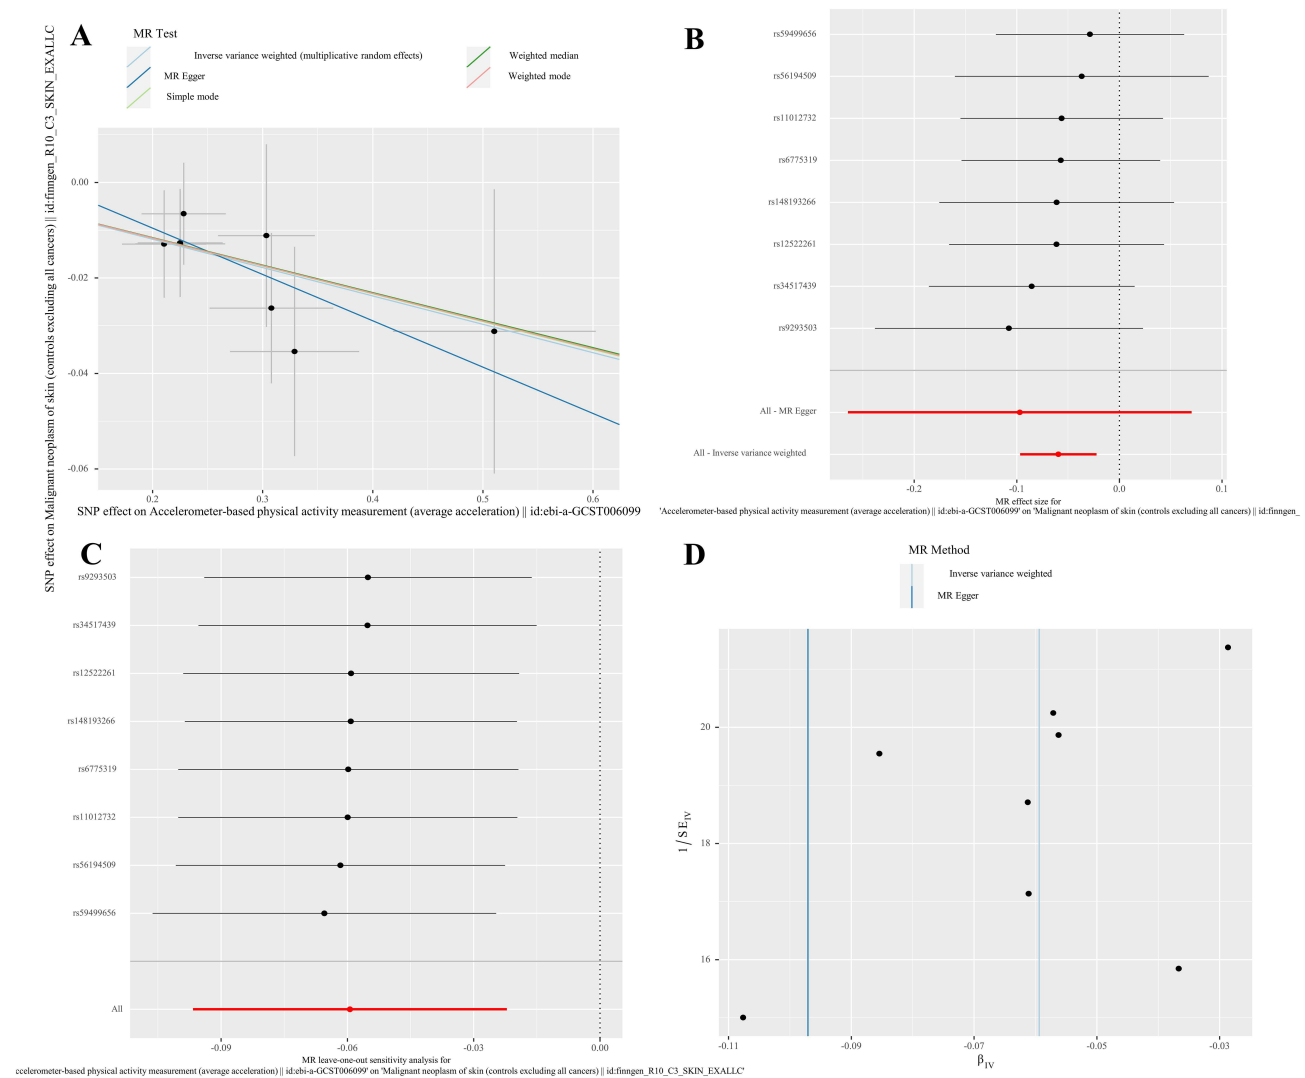 A
MR Test
Inverse variance weighted (multiplicative random effects)
MR Egger
Simple mode
Weighted median
Weighted mode
SNP effect on Malignant neoplasm of skin (controls excluding all cancers) || id:finngen_R10_C3_SKIN_EXALLC
0.00
-0.02
-0.04
-0.06
0.2 0.3 0.4 0.5 0.6
SNP effect on Accelerometer-based physical activity measurement (average acceleration) || id:ebi-a-GCST006099
B
rs59499656
rs56194509
rs11012732
rs6775319
rs148193266
rs12522261
rs34517439
rs9293503
All - MR Egger
All - Inverse variance weighted
-0.2 -0.1 0.0 0.1
MR effect size for
'Accelerometer-based physical activity measurement (average acceleration) || id:ebi-a-GCST006099' on 'Malignant neoplasm of skin (controls excluding all cancers) || id:finngen_
C
rs9293503
rs34517439
rs12522261
rs148193266
rs6775319
rs11012732
rs56194509
rs59499656
All
-0.09 -0.06 -0.03 0.00
MR leave-one-out sensitivity analysis for
ccelerometer-based physical activity measurement (average acceleration) || id:ebi-a-GCST006099' on 'Malignant neoplasm of skin (controls excluding all cancers) || id:finngen_R10_C3_SKIN_EXALLC'
D
MR Method
Inverse variance weighted
MR Egger
1 / SE_IV
20
18
16
-0.11 -0.09 -0.07 -0.05 -0.03
β_IV